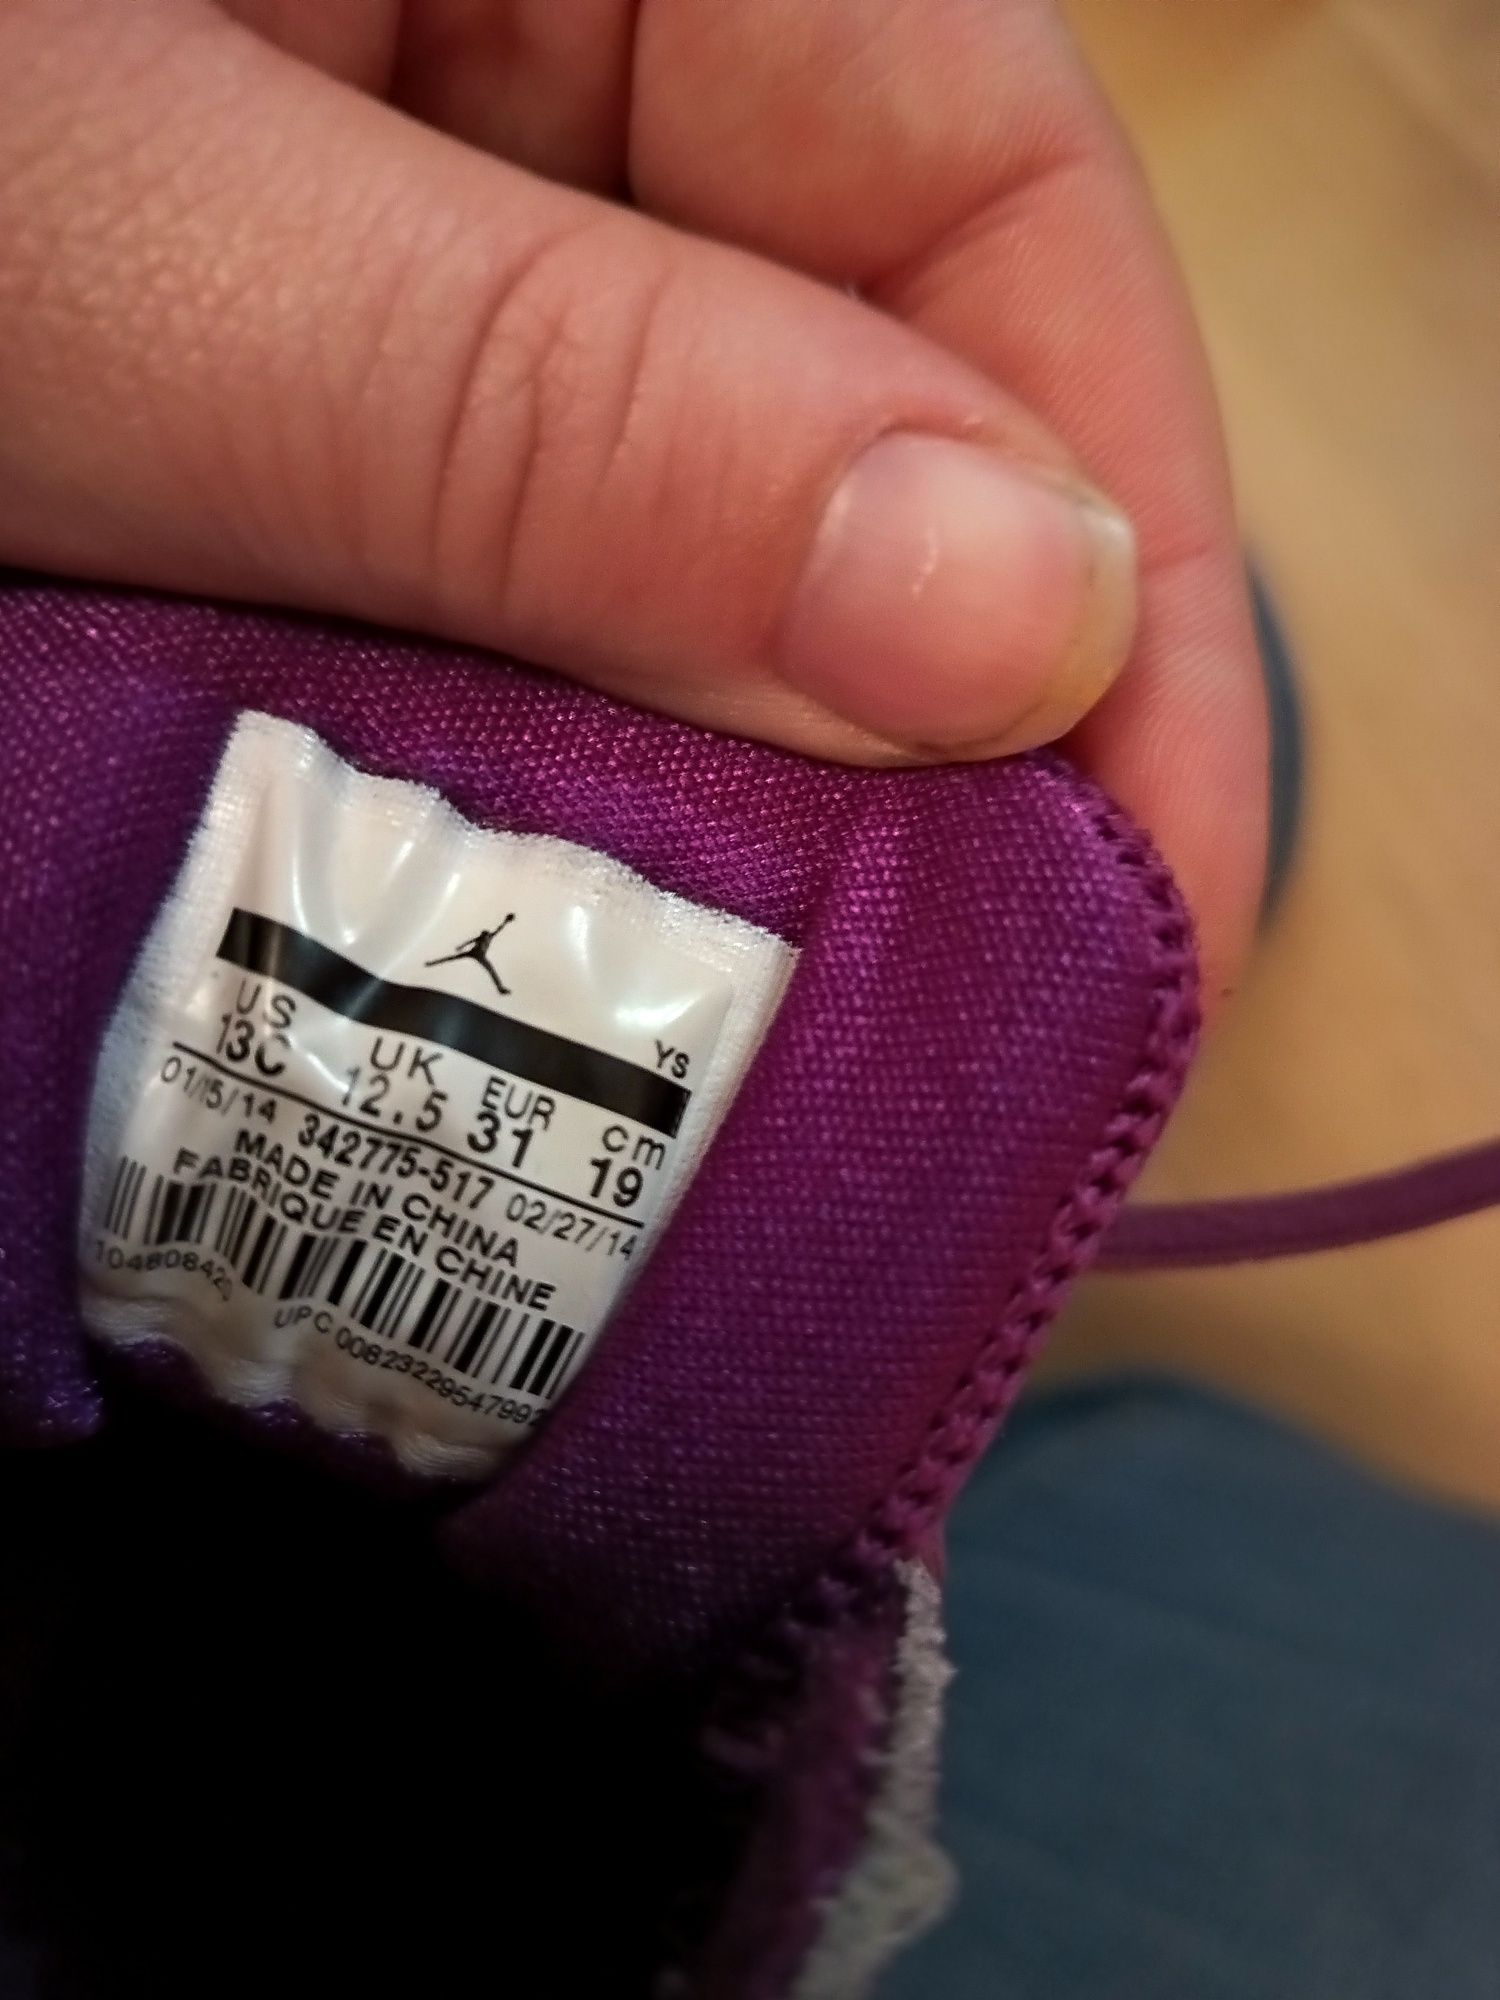 YS
US UK EUR cm
13C 12.5 31 19
01/15/14 342775-517 02/27/14
MADE IN CHINA
FABRIQUE EN CHINE
UPC 00823229547992